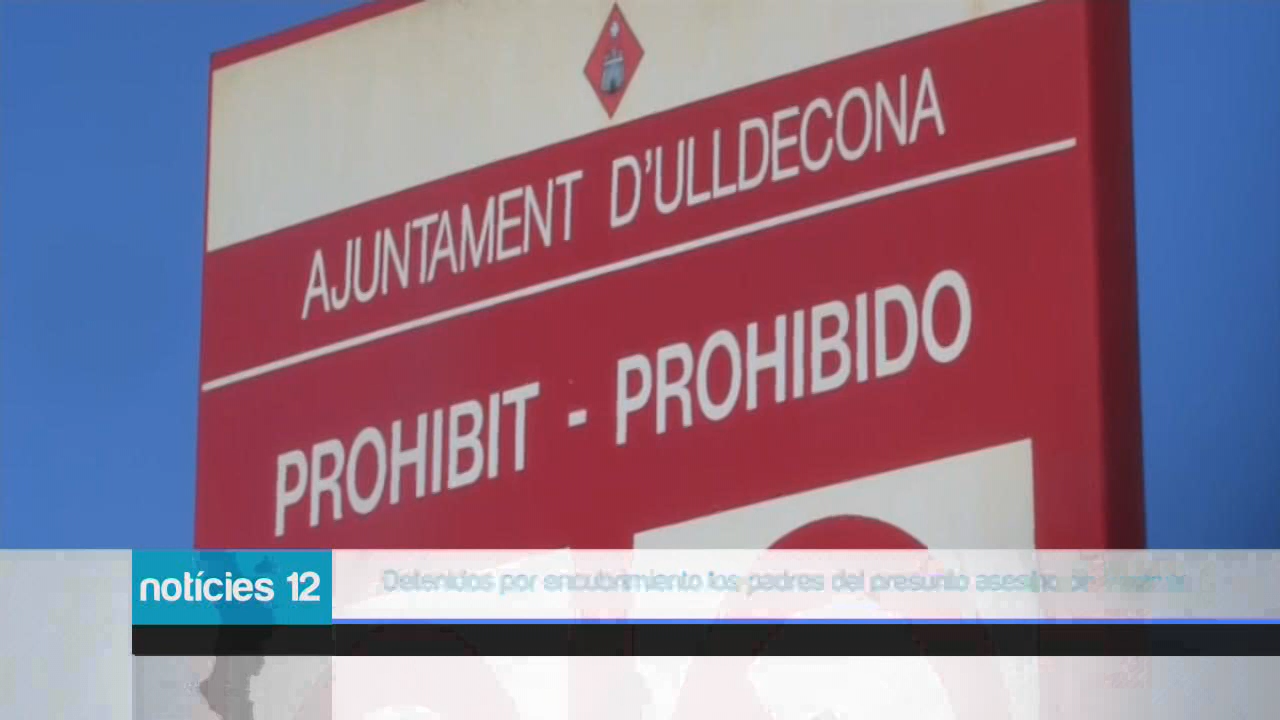 AJUNTAMENT D'ULLDECONA
PROHIBIT - PROHIBIDO
notícies 12
Detenidos por encubrimiento los padres del presunto asesino